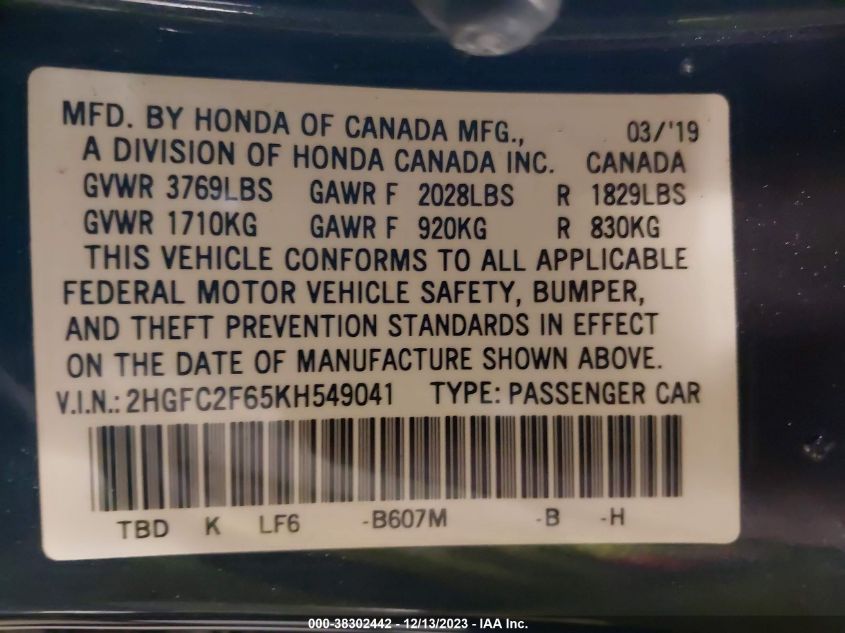 MFD. BY HONDA OF CANADA MFG., 03/'19
A DIVISION OF HONDA CANADA INC. CANADA
GVWR 3769LBS GAWR F 2028LBS R 1829LBS
GVWR 1710KG GAWR F 920KG R 830KG
THIS VEHICLE CONFORMS TO ALL APPLICABLE
FEDERAL MOTOR VEHICLE SAFETY, BUMPER,
AND THEFT PREVENTION STANDARDS IN EFFECT
ON THE DATE OF MANUFACTURE SHOWN ABOVE.
V.I.N.: 2HGFC2F65KH549041 TYPE: PASSENGER CAR
TBD K LF6 -B607M -B -H
000-38302442 - 12/13/2023 - IAA Inc.